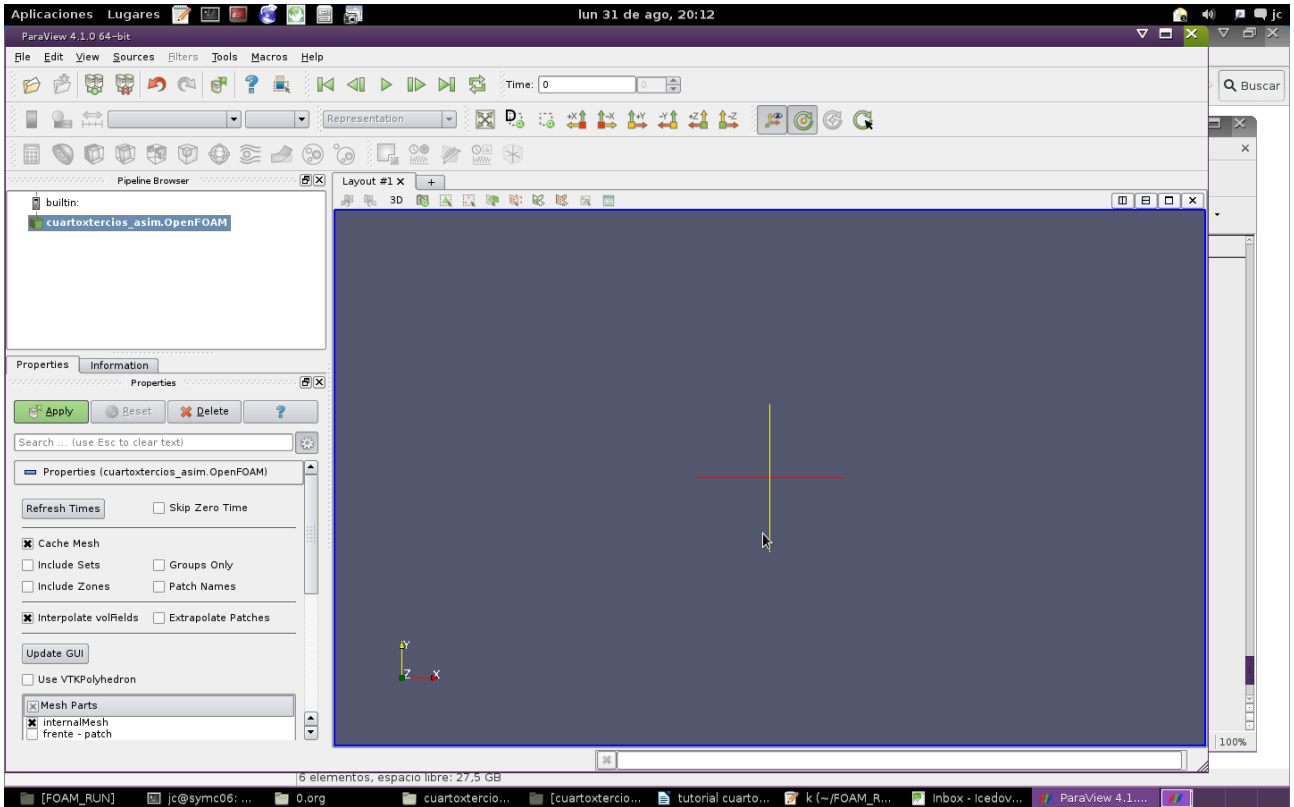 Aplicaciones Lugares lun 31 de ago, 20:12 jc
ParaView 4.1.0 64-bit
File Edit View Sources Filters Tools Macros Help
Time: 0 0
Buscar
Representation
D +X -X +Y -Y +Z -Z
Pipeline Browser
Layout #1 +
builtin:
3D
cuartoxtercios_asim.OpenFOAM
Properties Information
Properties
Apply Reset Delete ?
Search ... (use Esc to clear text)
Properties (cuartoxtercios_asim.OpenFOAM)
Refresh Times Skip Zero Time
Cache Mesh
Include Sets Groups Only
Include Zones Patch Names
Interpolate volFields Extrapolate Patches
Update GUI
Use VTKPolyhedron
Mesh Parts
internalMesh
frente - patch
Y
Z X
100%
6 elementos, espacio libre: 27,5 GB
[FOAM_RUN] jc@symc06: ... 0.org cuartoxtercio... [cuartoxtercio... tutorial cuarto... k (~/FOAM_R... Inbox - Icedov... ParaView 4.1....